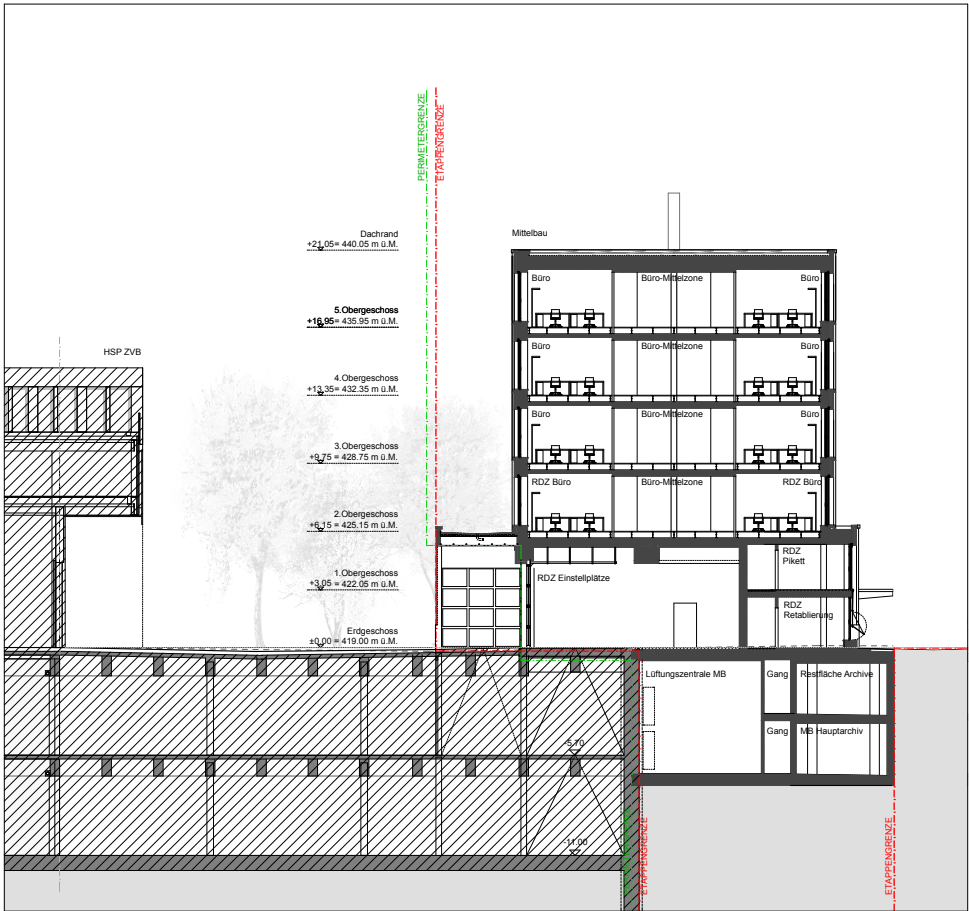 PERIMETERGRENZE
ETAPPENGRENZE
Dachrand
+21.05= 440.05 m ü.M.
Mittelbau
Büro
Büro-Mittelzone
Büro
5.Obergeschoss
+16.95= 435.95 m ü.M.
HSP ZVB
Büro
Büro-Mittelzone
Büro
4.Obergeschoss
+13.35= 432.35 m ü.M.
Büro
Büro-Mittelzone
Büro
3.Obergeschoss
+9.75 = 428.75 m ü.M.
RDZ Büro
Büro-Mittelzone
RDZ Büro
2.Obergeschoss
+6.15 = 425.15 m ü.M.
RDZ
Pikett
1.Obergeschoss
+3.05 = 422.05 m ü.M.
RDZ Einstellplätze
RDZ
Retablierung
Erdgeschoss
±0.00 = 419.00 m ü.M.
Lüftungszentrale MB
Gang
Restfläche Archive
Gang
MB Hauptarchiv
-5.70
-11.00
ETAPPENGRENZE
ETAPPENGRENZE